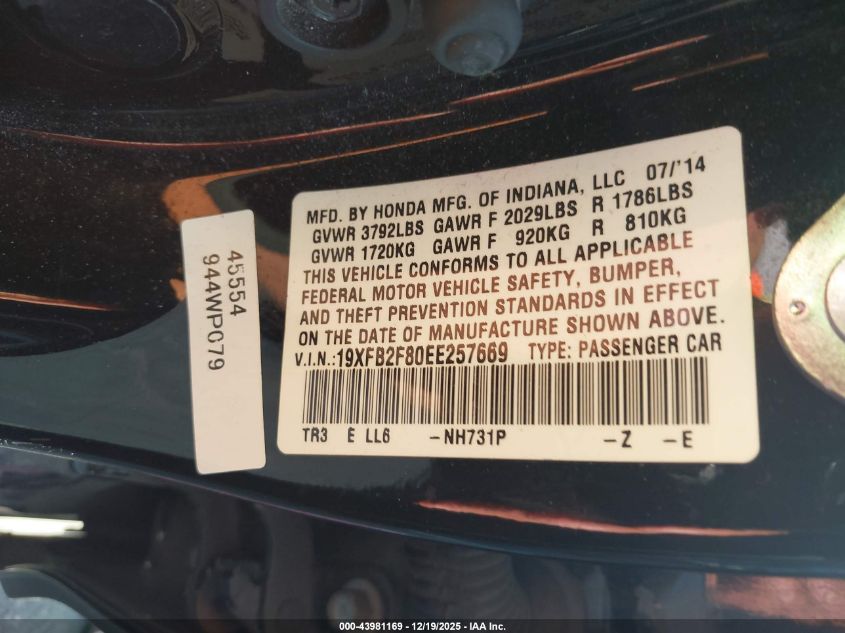 MFD. BY HONDA MFG. OF INDIANA, LLC 07/'14
GVWR 3792LBS GAWR F 2029LBS R 1786LBS
GVWR 1720KG GAWR F 920KG R 810KG
THIS VEHICLE CONFORMS TO ALL APPLICABLE
FEDERAL MOTOR VEHICLE SAFETY, BUMPER,
AND THEFT PREVENTION STANDARDS IN EFFECT
ON THE DATE OF MANUFACTURE SHOWN ABOVE.
V.I.N.:19XFB2F80EE257669 TYPE: PASSENGER CAR
TR3 E LL6 -NH731P -Z -E
45554
944WP079
000-43981169 - 12/19/2025 - IAA Inc.